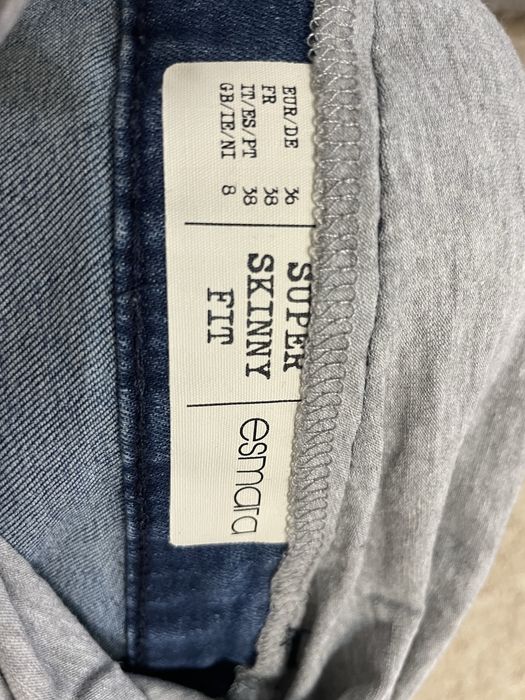 EUR/DE 36
FR 38
IT/ES/PT 38
GB/IE/NI 8
SUPER
SKINNY
FIT
esmara